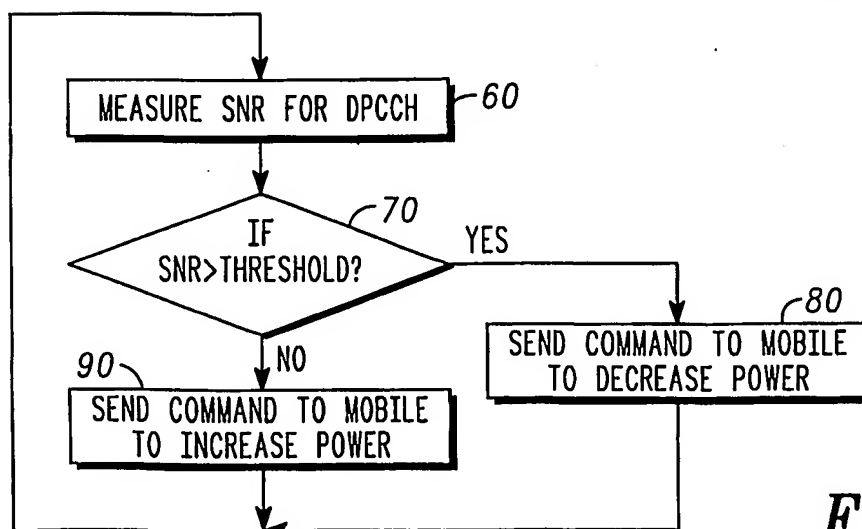 MEASURE SNR FOR DPCCH
60
70
IF
SNR>THRESHOLD?
YES
80
SEND COMMAND TO MOBILE
TO DECREASE POWER
NO
90
SEND COMMAND TO MOBILE
TO INCREASE POWER